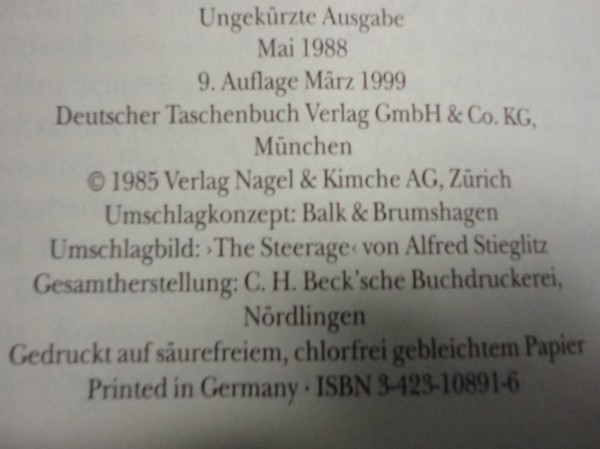 Ungekürzte Ausgabe
Mai 1988
9. Auflage März 1999
Deutscher Taschenbuch Verlag GmbH & Co. KG,
München
© 1985 Verlag Nagel & Kimche AG, Zürich
Umschlagkonzept: Balk & Brumshagen
Umschlagbild: ›The Steerage‹ von Alfred Stieglitz
Gesamtherstellung: C. H. Beck'sche Buchdruckerei,
Nördlingen
Gedruckt auf säurefreiem, chlorfrei gebleichtem Papier
Printed in Germany · ISBN 3-423-10891-6